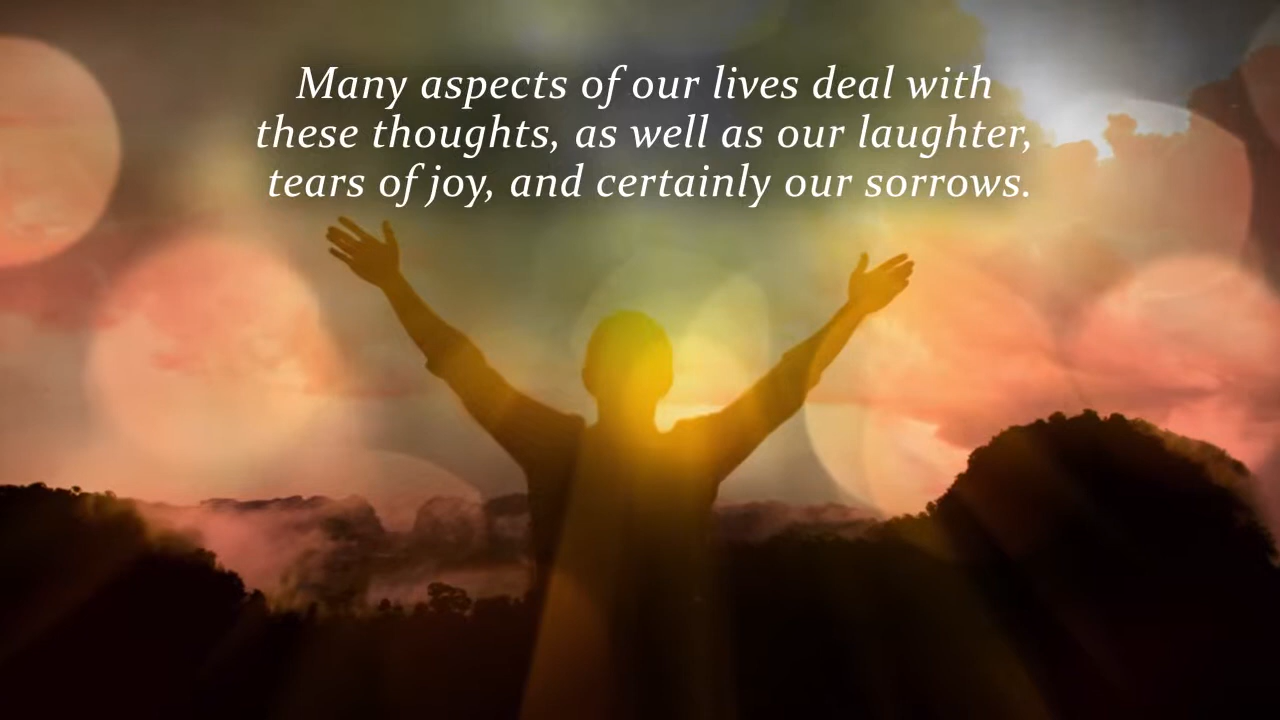 Many aspects of our lives deal with
these thoughts, as well as our laughter,
tears of joy, and certainly our sorrows.